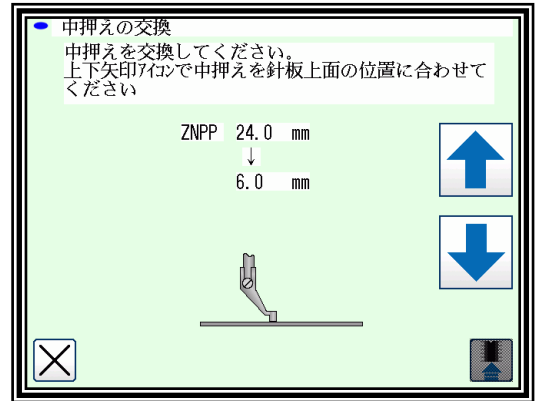 中押えの交換
中押えを交換してください。
上下矢印ｱｲｺﾝで中押えを針板上面の位置に合わせて
ください
ZNPP 24.0 mm
↓
6.0 mm